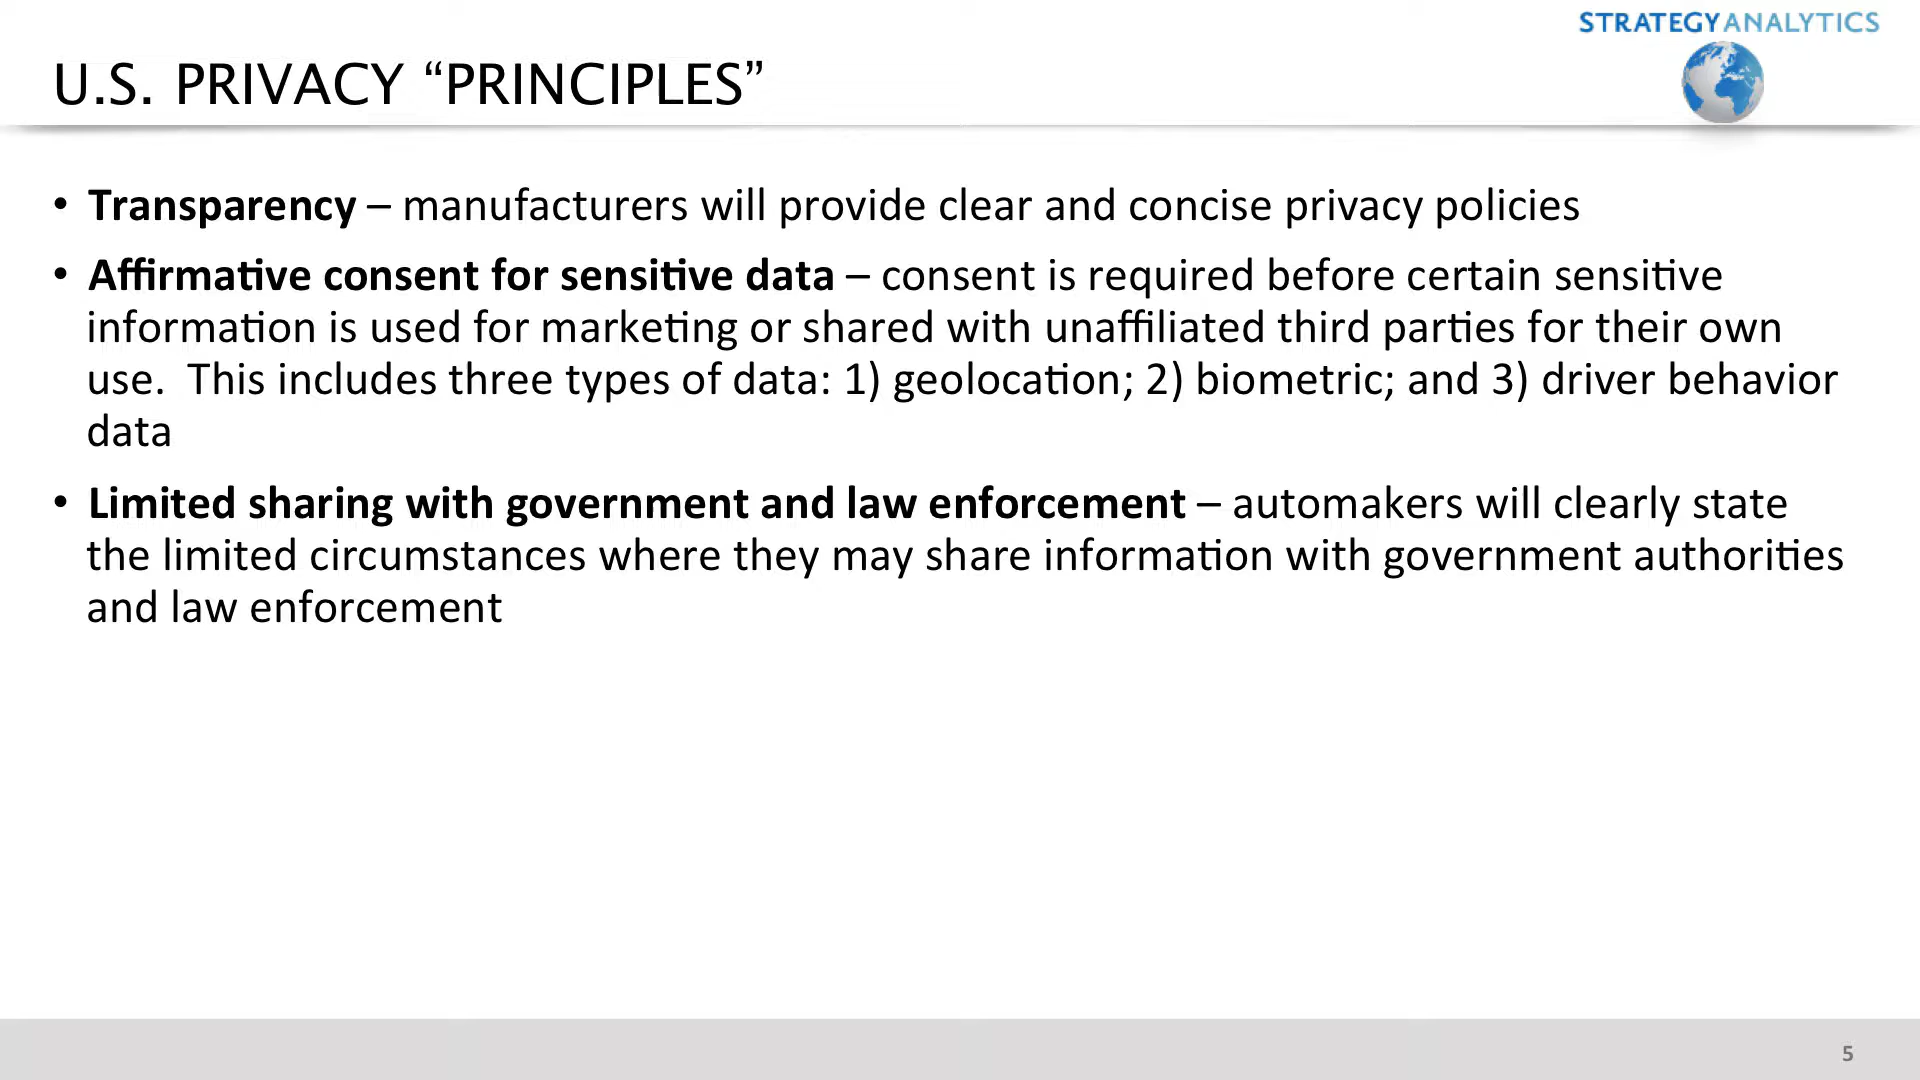 STRATEGYANALYTICS
U.S. PRIVACY “PRINCIPLES”
• Transparency – manufacturers will provide clear and concise privacy policies
• Affirmative consent for sensitive data – consent is required before certain sensitive
information is used for marketing or shared with unaffiliated third parties for their own
use.  This includes three types of data: 1) geolocation; 2) biometric; and 3) driver behavior
data
• Limited sharing with government and law enforcement – automakers will clearly state
the limited circumstances where they may share information with government authorities
and law enforcement
5